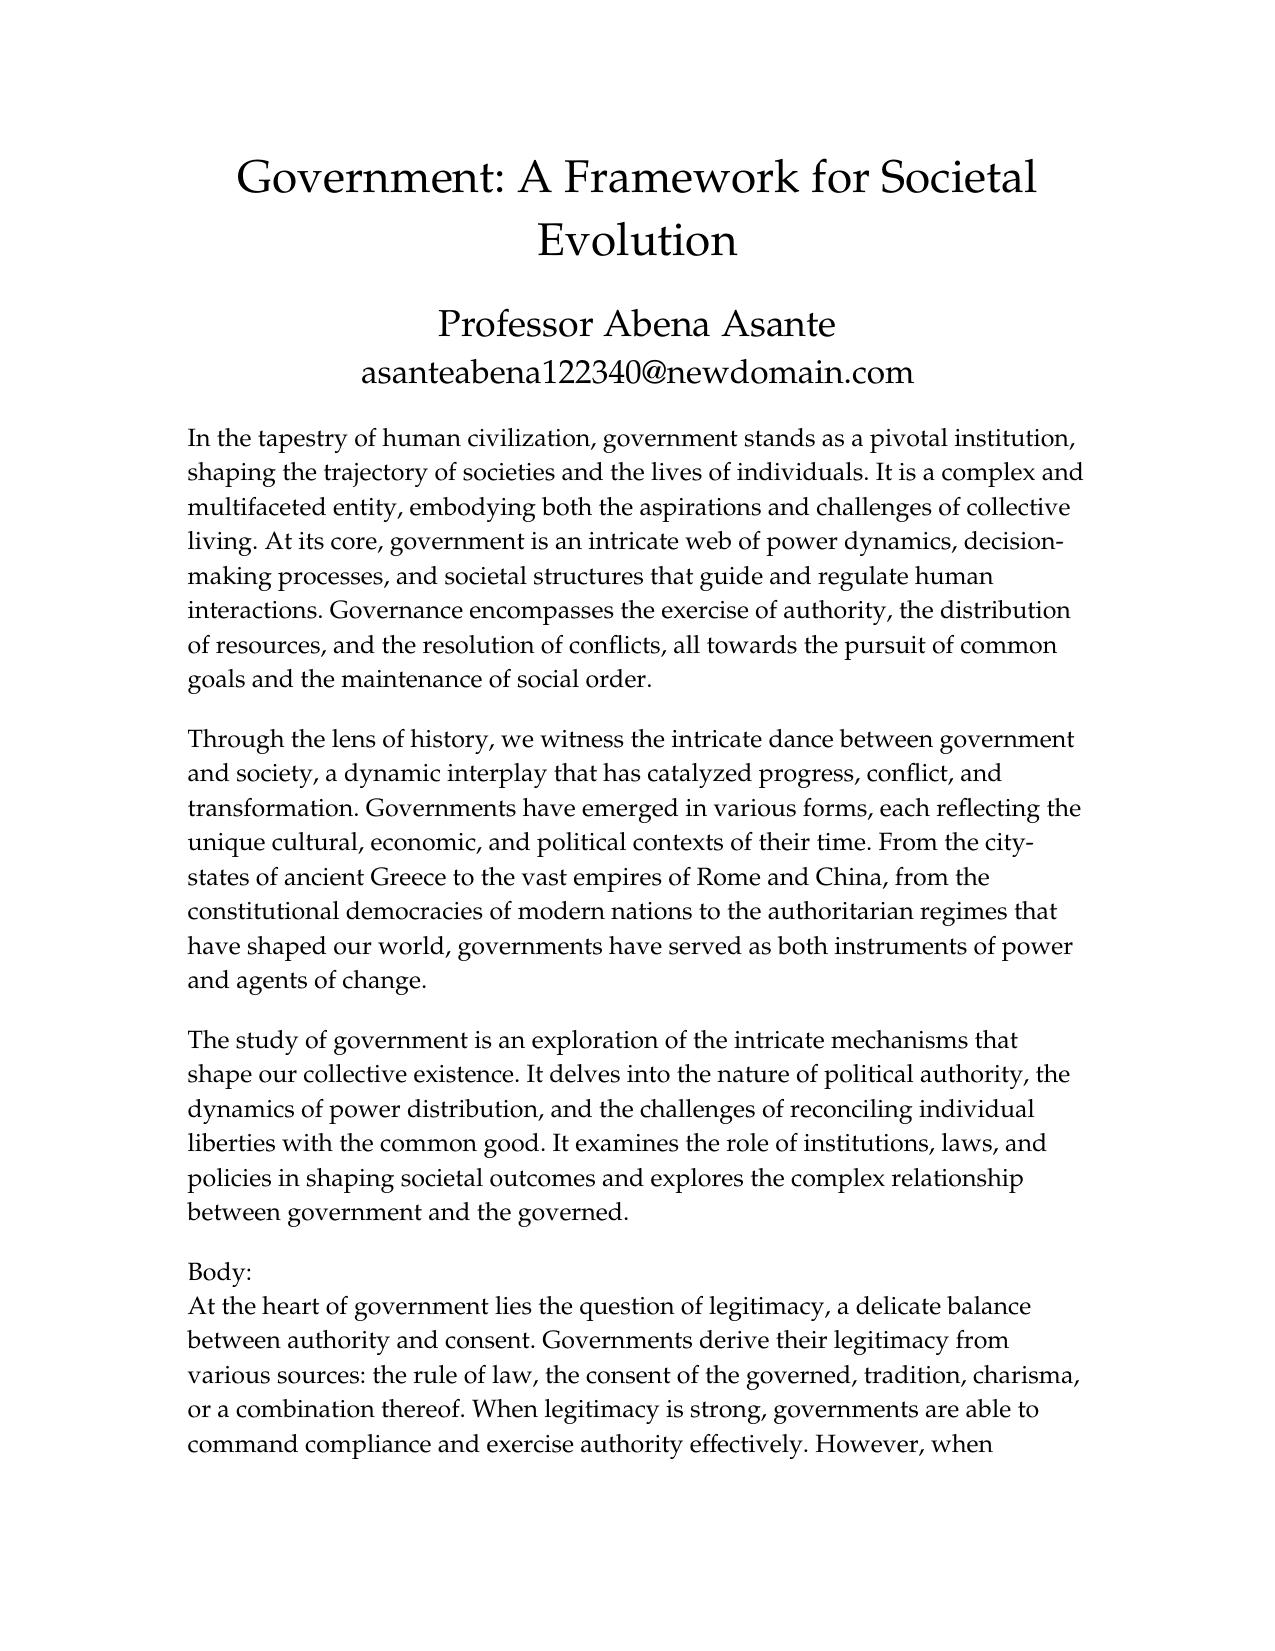 Government: A Framework for Societal
Evolution
Professor Abena Asante
asanteabena122340@newdomain.com
In the tapestry of human civilization, government stands as a pivotal institution,
shaping the trajectory of societies and the lives of individuals. It is a complex and
multifaceted entity, embodying both the aspirations and challenges of collective
living. At its core, government is an intricate web of power dynamics, decision-
making processes, and societal structures that guide and regulate human
interactions. Governance encompasses the exercise of authority, the distribution
of resources, and the resolution of conflicts, all towards the pursuit of common
goals and the maintenance of social order.
Through the lens of history, we witness the intricate dance between government
and society, a dynamic interplay that has catalyzed progress, conflict, and
transformation. Governments have emerged in various forms, each reflecting the
unique cultural, economic, and political contexts of their time. From the city-
states of ancient Greece to the vast empires of Rome and China, from the
constitutional democracies of modern nations to the authoritarian regimes that
have shaped our world, governments have served as both instruments of power
and agents of change.
The study of government is an exploration of the intricate mechanisms that
shape our collective existence. It delves into the nature of political authority, the
dynamics of power distribution, and the challenges of reconciling individual
liberties with the common good. It examines the role of institutions, laws, and
policies in shaping societal outcomes and explores the complex relationship
between government and the governed.
Body:
At the heart of government lies the question of legitimacy, a delicate balance
between authority and consent. Governments derive their legitimacy from
various sources: the rule of law, the consent of the governed, tradition, charisma,
or a combination thereof. When legitimacy is strong, governments are able to
command compliance and exercise authority effectively. However, when